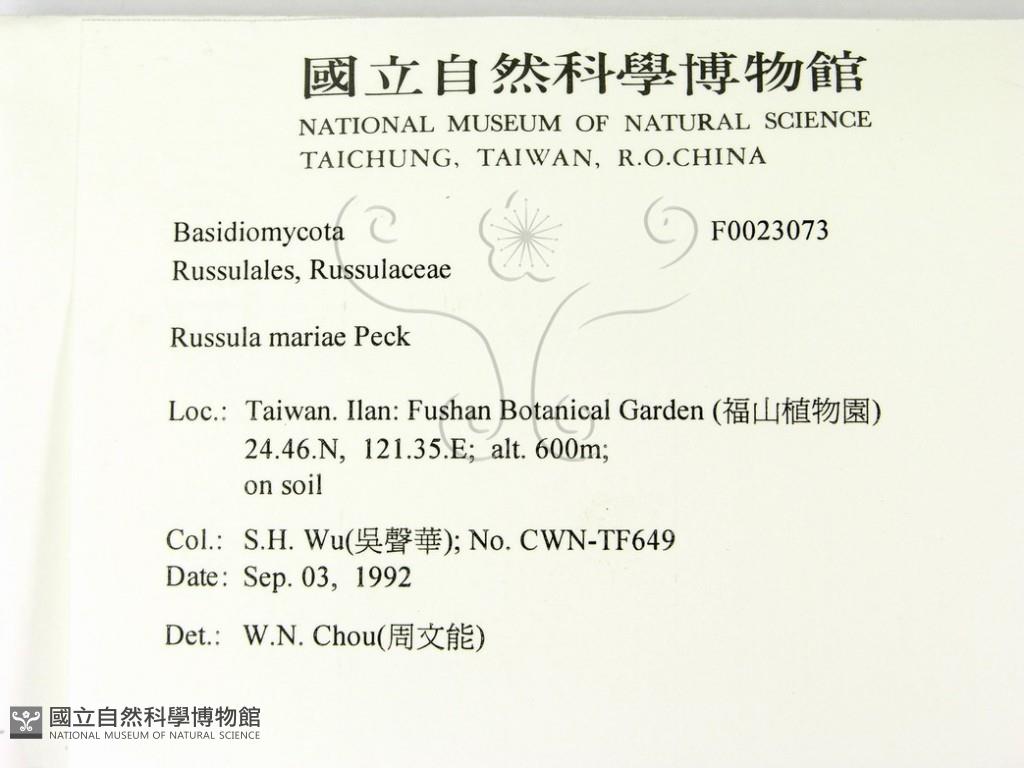 國立自然科學博物館
NATIONAL MUSEUM OF NATURAL SCIENCE
TAICHUNG, TAIWAN, R.O.CHINA
Basidiomycota F0023073
Russulales, Russulaceae
Russula mariae Peck
Loc.: Taiwan. Ilan: Fushan Botanical Garden (福山植物園)
24.46.N, 121.35.E; alt. 600m;
on soil
Col.: S.H. Wu(吳聲華); No. CWN-TF649
Date: Sep. 03, 1992
Det.: W.N. Chou(周文能)
國立自然科學博物館
NATIONAL MUSEUM OF NATURAL SCIENCE